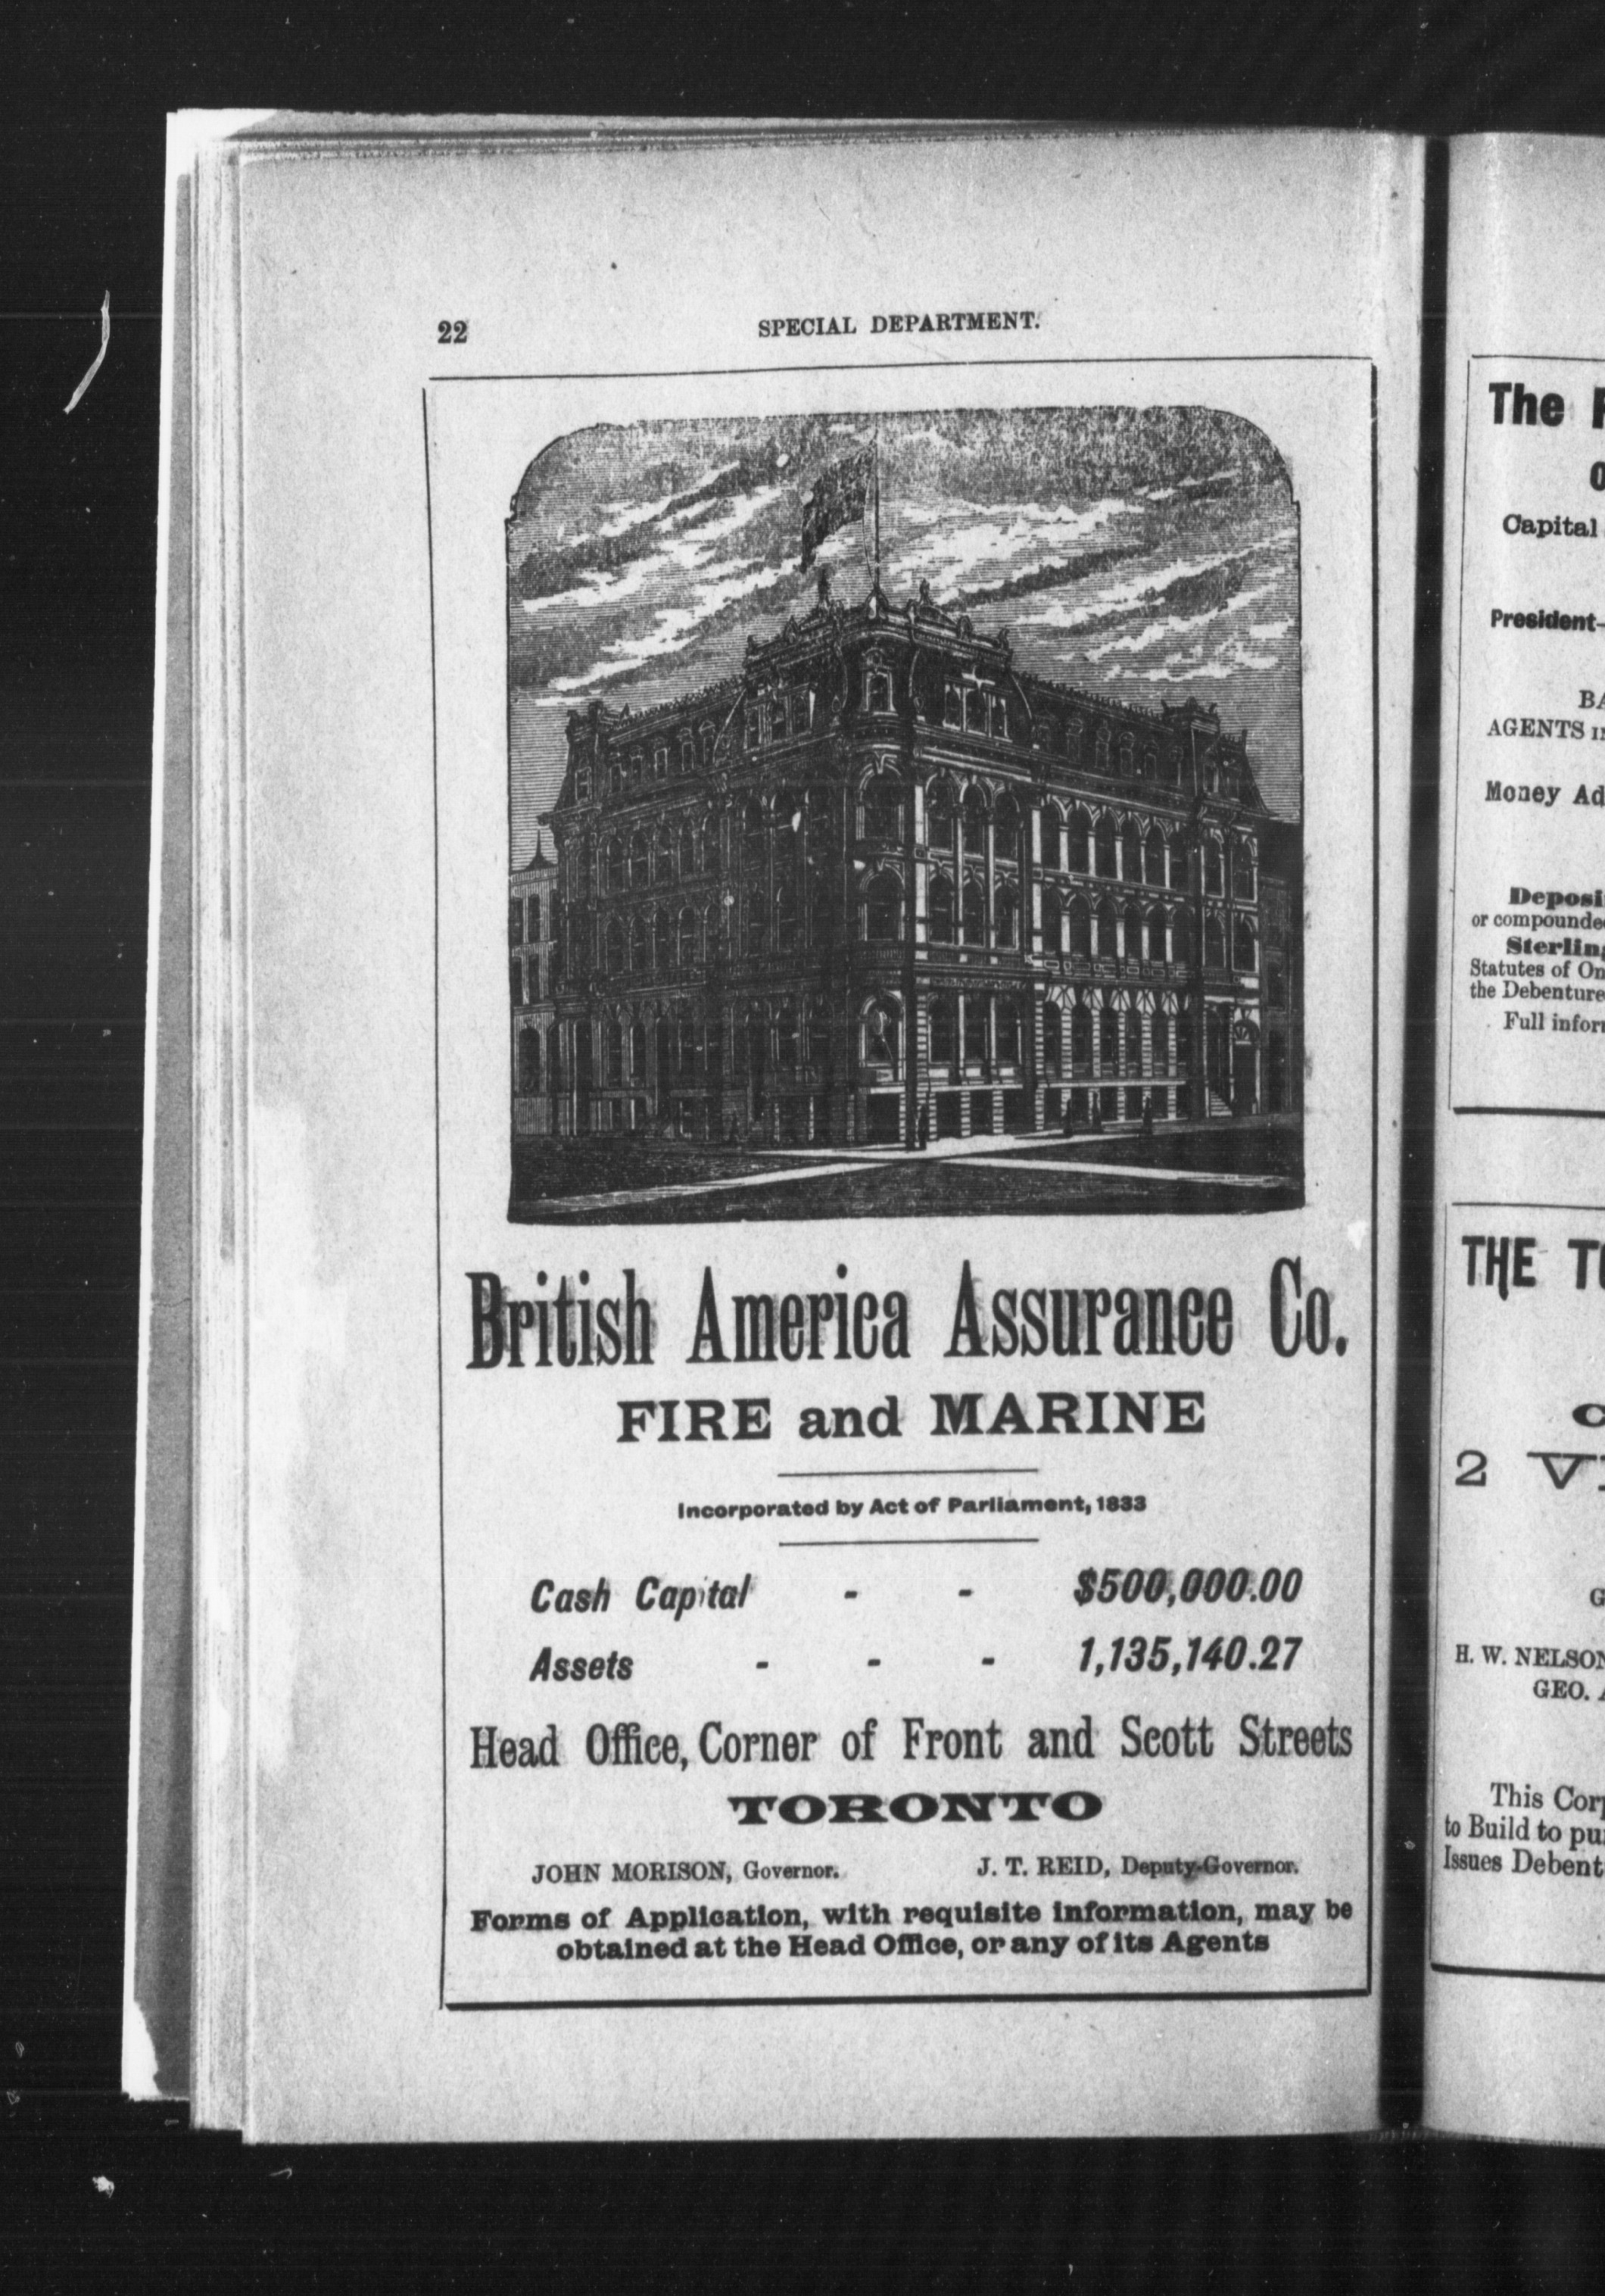 22
SPECIAL DEPARTMENT.
British America Assurance Co.
FIRE and MARINE
Incorporated by Act of Parliament, 1833
Cash Capital - - $500,000.00
Assets - - - 1,135,140.27
Head Office, Corner of Front and Scott Streets
TORONTO
JOHN MORISON, Governor. J. T. REID, Deputy-Governor.
Forms of Application, with requisite information, may be
obtained at the Head Office, or any of its Agents
The
Capital
President-
AGENTS
Money Ad
Deposi
or compounde
Sterling
Statutes of On
the Debenture
Full infor
THE TO
2
H. W. NELSON
GEO.
This Corp
to Build to pu
Issues Debent